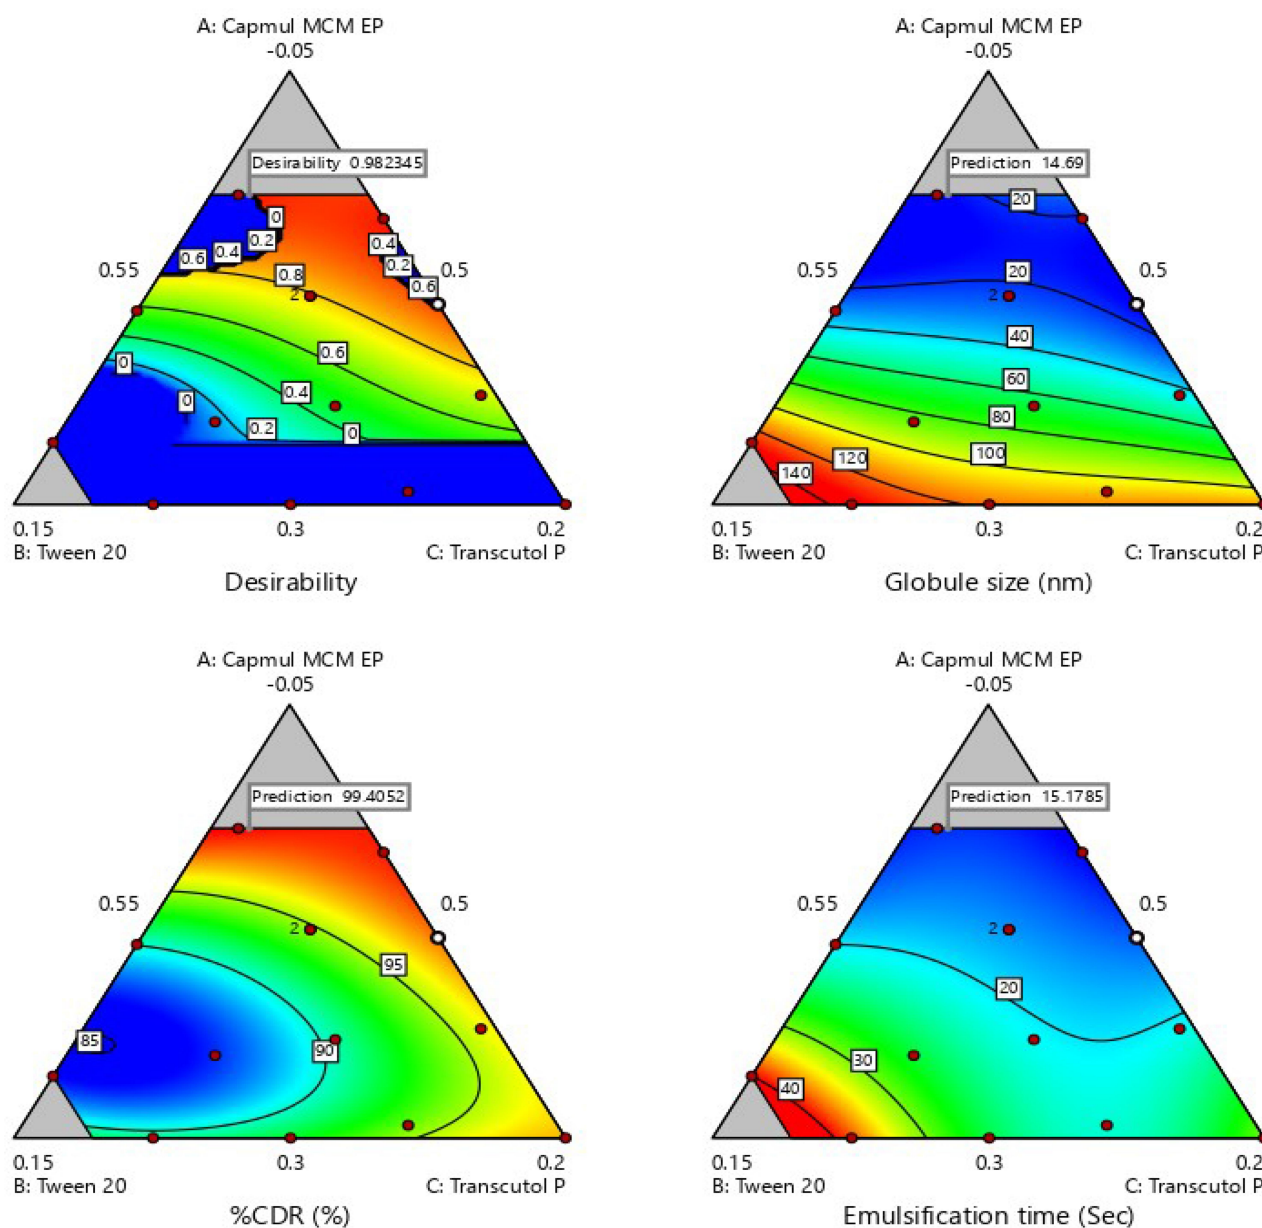 A: Capmul MCM EP
-0.05
Desirability 0.982345
0
0.2
0.4
0.6
0.4
0.2
0.6
0.55
0.5
0.8
2
0.6
0
0.4
0
0.2
0
0.15
0.3
0.2
B: Tween 20
C: Transcutol P
Desirability
A: Capmul MCM EP
-0.05
Prediction 14.69
20
0.55
20
0.5
2
40
60
80
100
120
140
0.15
0.3
0.2
B: Tween 20
C: Transcutol P
Globule size (nm)
A: Capmul MCM EP
-0.05
Prediction 99.4052
0.55
0.5
2
95
85
90
0.15
0.3
0.2
B: Tween 20
C: Transcutol P
%CDR (%)
A: Capmul MCM EP
-0.05
Prediction 15.1785
0.55
0.5
2
20
30
40
0.15
0.3
0.2
B: Tween 20
C: Transcutol P
Emulsification time (Sec)